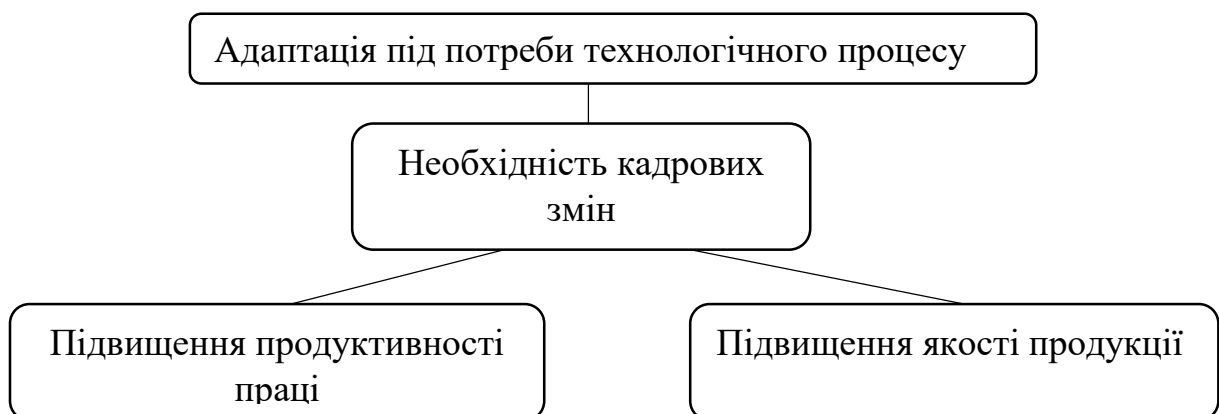 Адаптація під потреби технологічного процесу
Необхідність кадрових
змін
Підвищення продуктивності
праці
Підвищення якості продукції